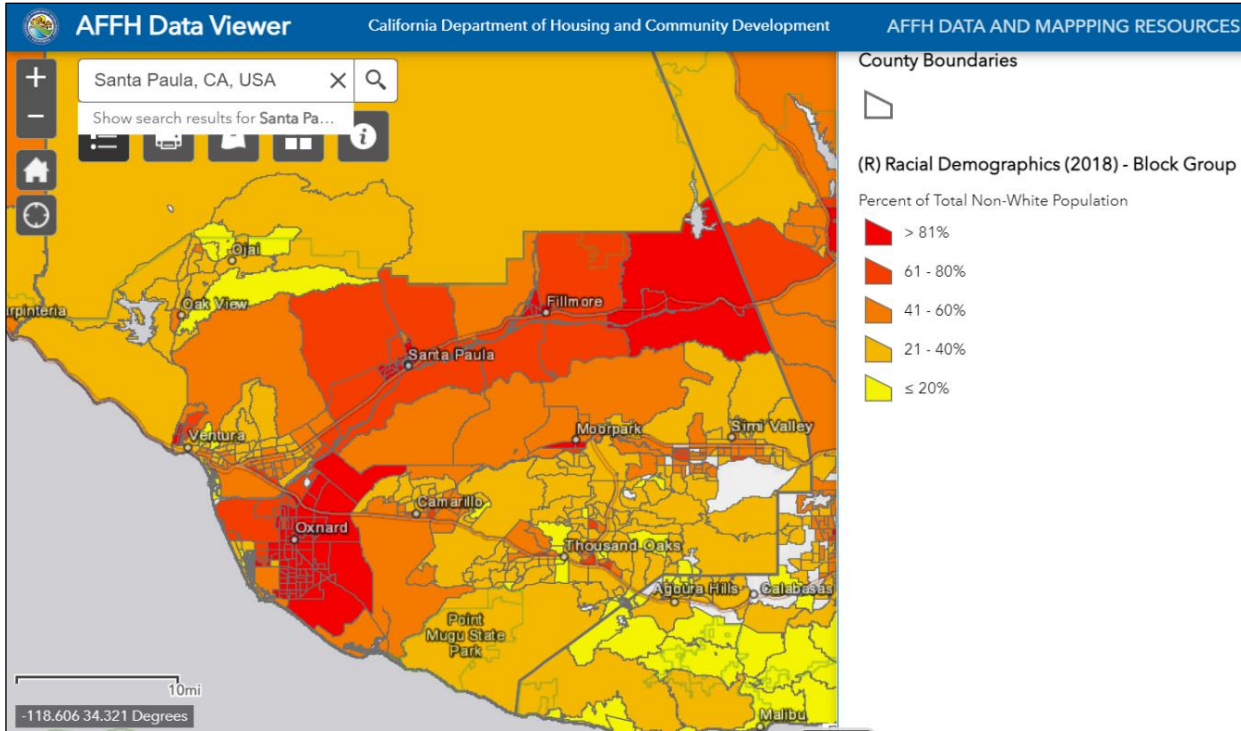 AFFH Data Viewer
California Department of Housing and Community Development
AFFH DATA AND MAPPPING RESOURCES
+
Santa Paula, CA, USA
Show search results for Santa Pa...
−
County Boundaries
(R) Racial Demographics (2018) - Block Group
Percent of Total Non-White Population
> 81%
61 - 80%
41 - 60%
21 - 40%
≤ 20%
Ojai
Oak View
arpinteria
Fillmore
Santa Paula
Ventura
Moorpark
Simi Valley
Camarillo
Oxnard
Thousand Oaks
Agoura Hills
Calabasas
Point
Mugu State
Park
Malibu
10mi
-118.606 34.321 Degrees